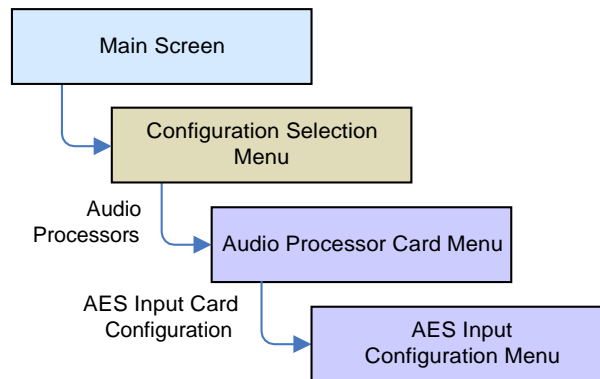 Main Screen
Configuration Selection
Menu
Audio
Processors
Audio Processor Card Menu
AES Input Card
Configuration
AES Input
Configuration Menu